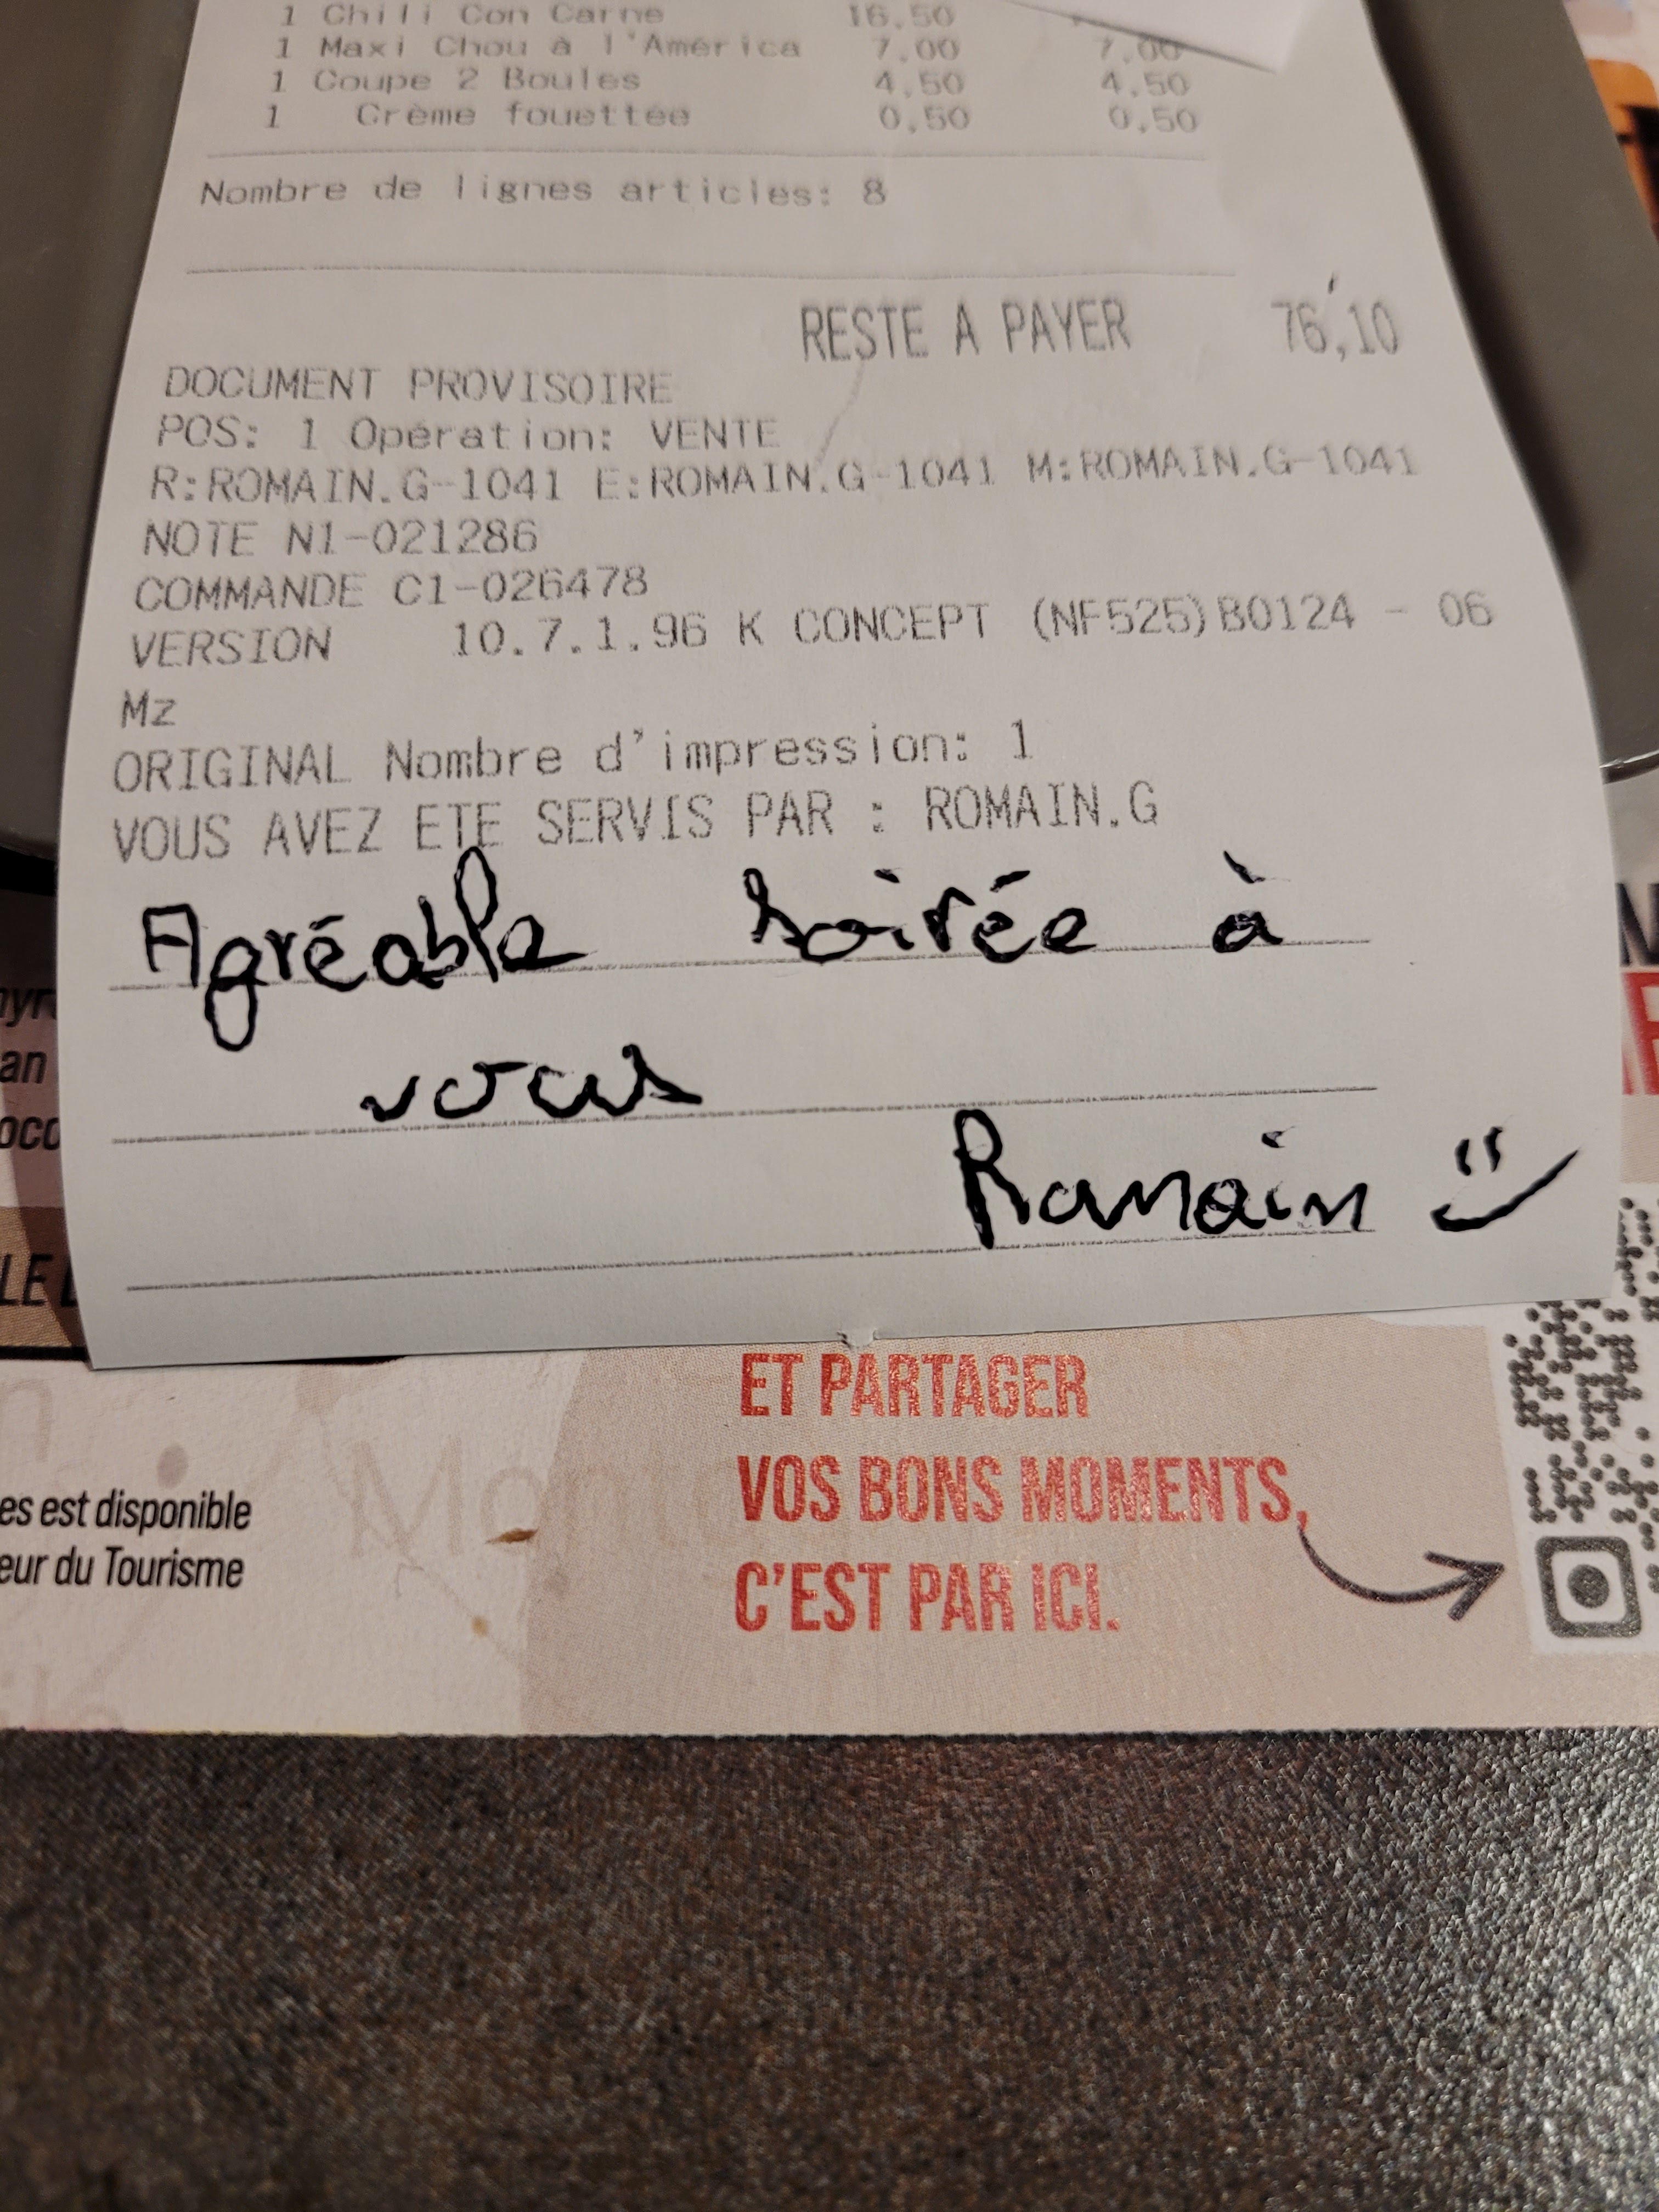 1 Chili Con Carne 16,50
1 Maxi Chou à l'América 7,00 7,00
1 Coupe 2 Boules 4,50 4,50
1 Crème fouettée 0,50 0,50
Nombre de lignes articles: 8
RESTE A PAYER 76,10
DOCUMENT PROVISOIRE
POS: 1 Opération: VENTE
R:ROMAIN.G-1041 E:ROMAIN.G-1041 M:ROMAIN.G-1041
NOTE N1-021286
COMMANDE C1-026478
VERSION 10.7.1.96 K CONCEPT (NF525)B0124 - 06
Mz
ORIGINAL Nombre d'impression: 1
VOUS AVEZ ETE SERVIS PAR : ROMAIN.G
Agréable soirée à
vous
Romain
ET PARTAGER
VOS BONS MOMENTS,
C'EST PAR ICI.
es est disponible
eur du Tourisme